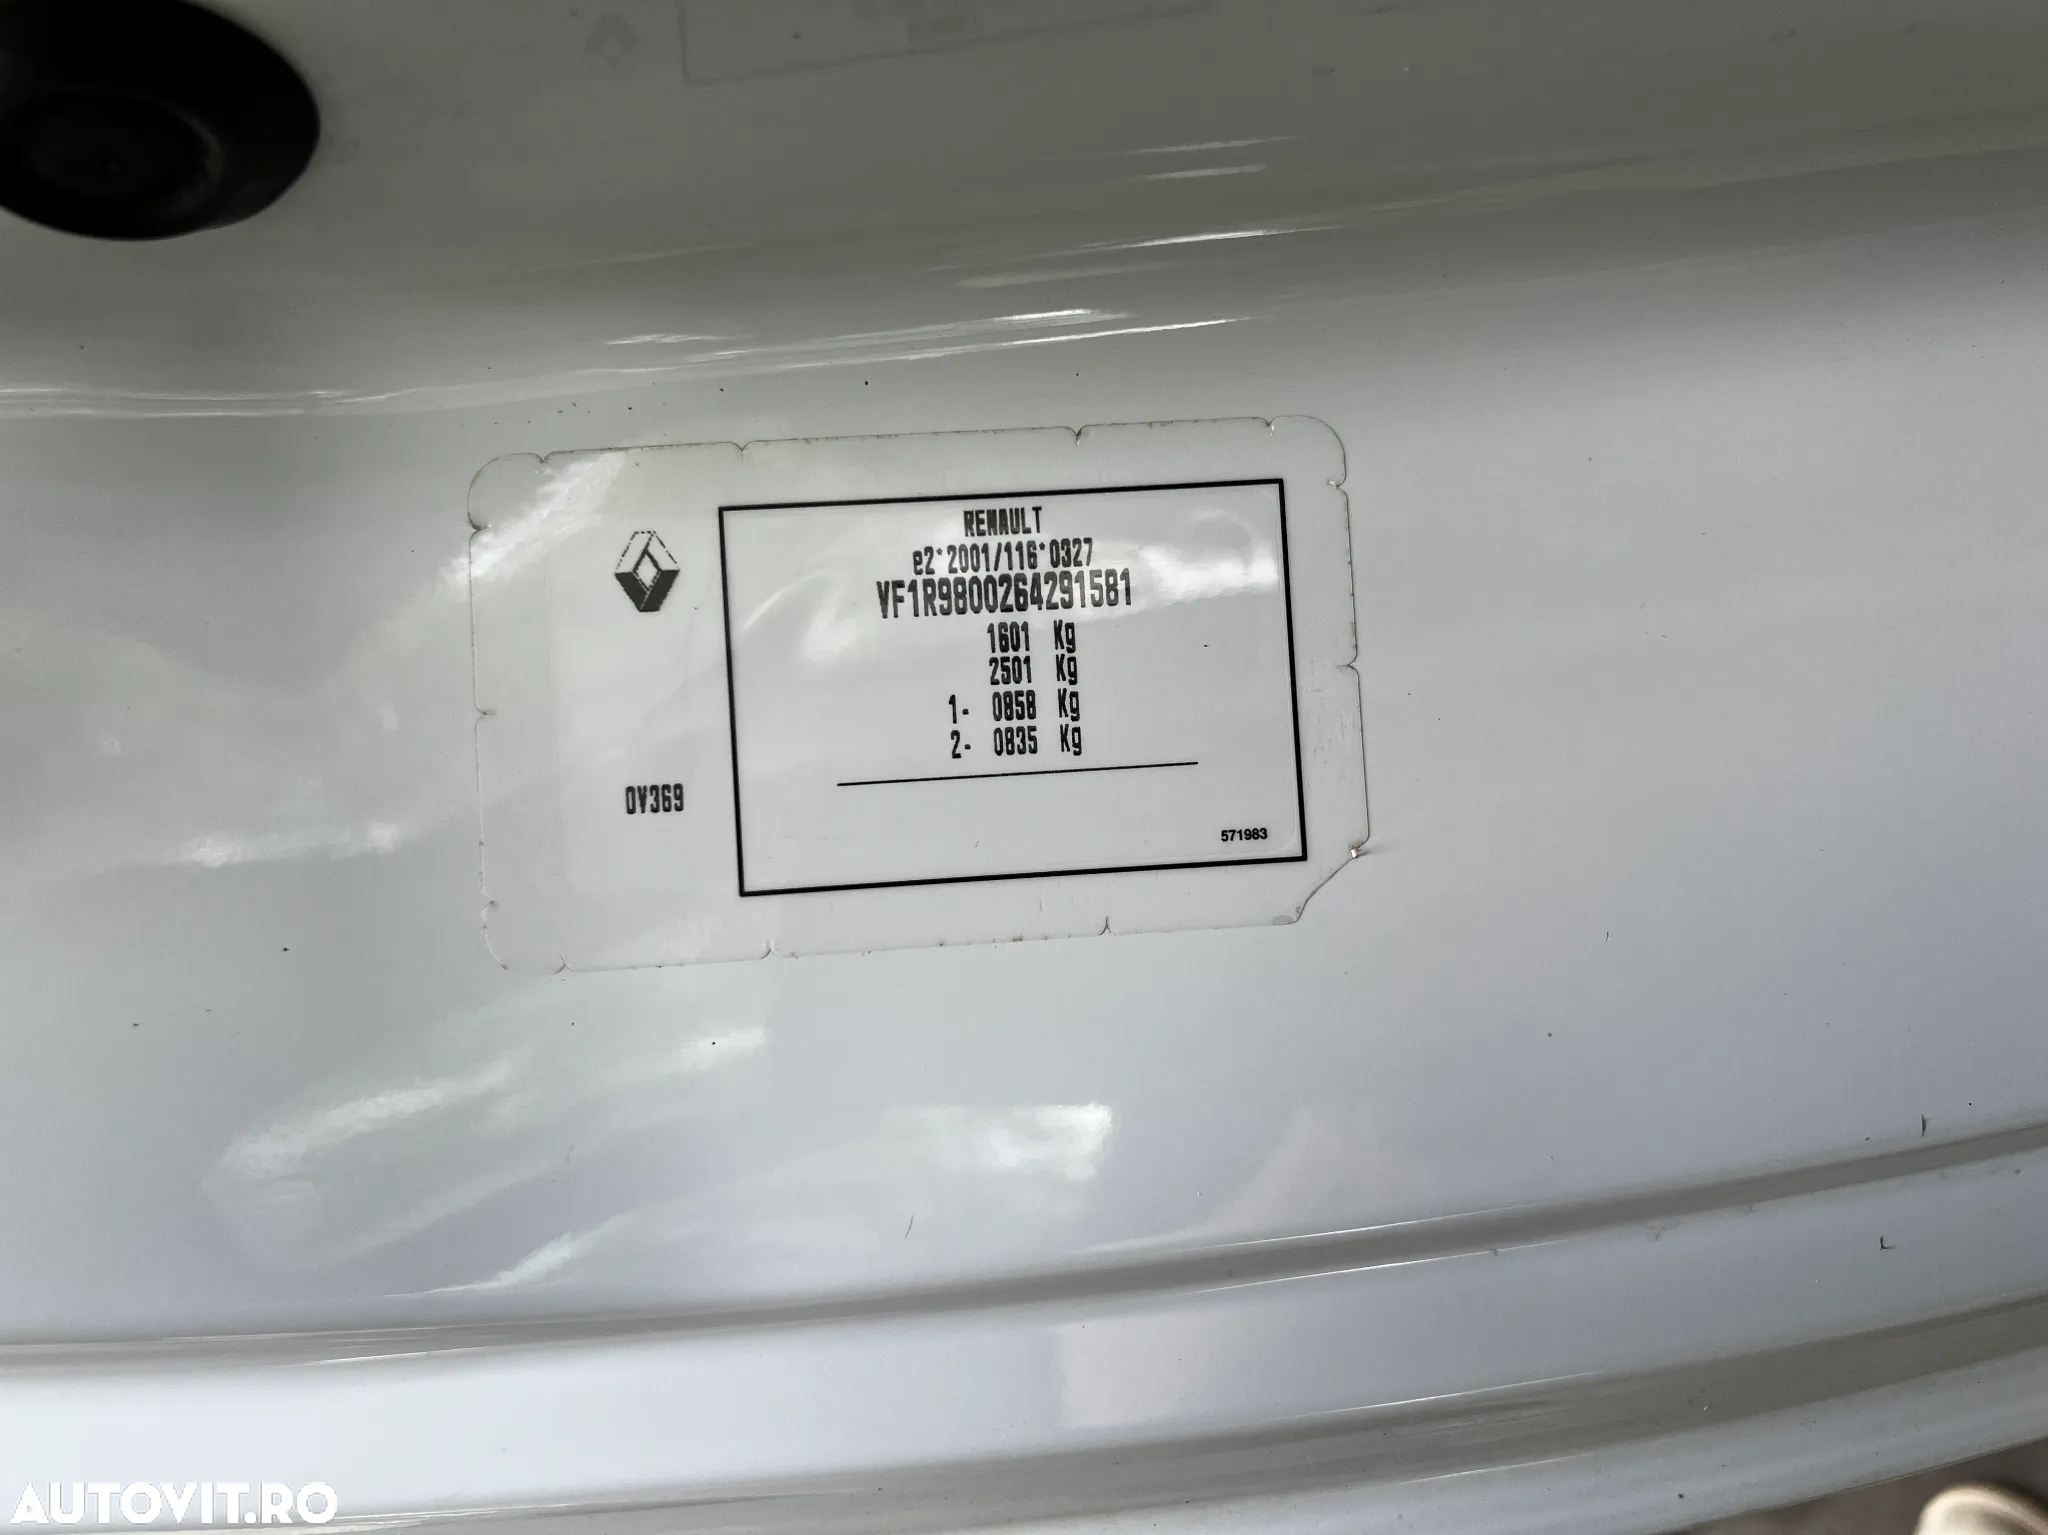 RENAULT
e2*2001/116*0327
VF1R9800264291581
1601 Kg
2501 Kg
1- 0858 Kg
2- 0835 Kg
0V369
571983
AUTOVIT.RO